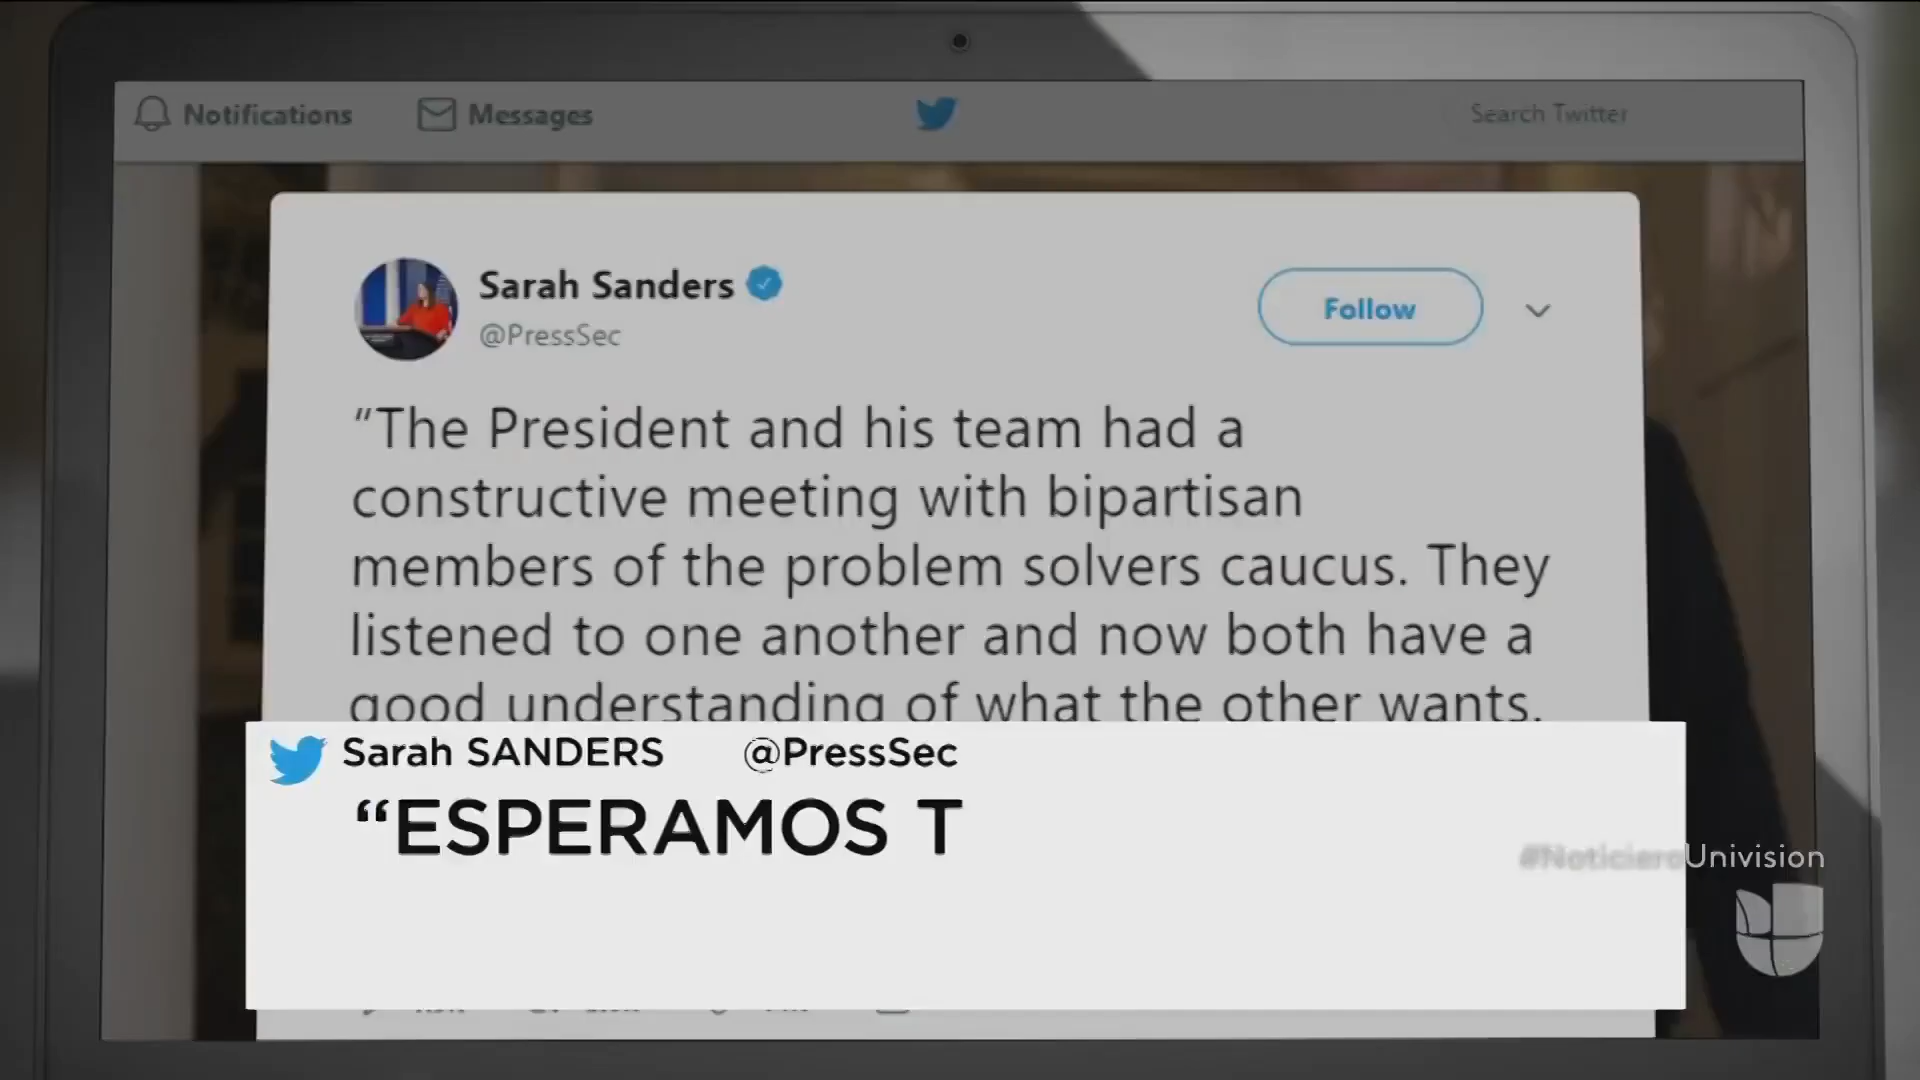 Notifications Messages Search Twitter
Sarah Sanders
@PressSec
Follow
“The President and his team had a
constructive meeting with bipartisan
members of the problem solvers caucus. They
listened to one another and now both have a
good understanding of what the other wants.
Sarah SANDERS @PressSec
“ESPERAMOS T
#NoticieroUnivision